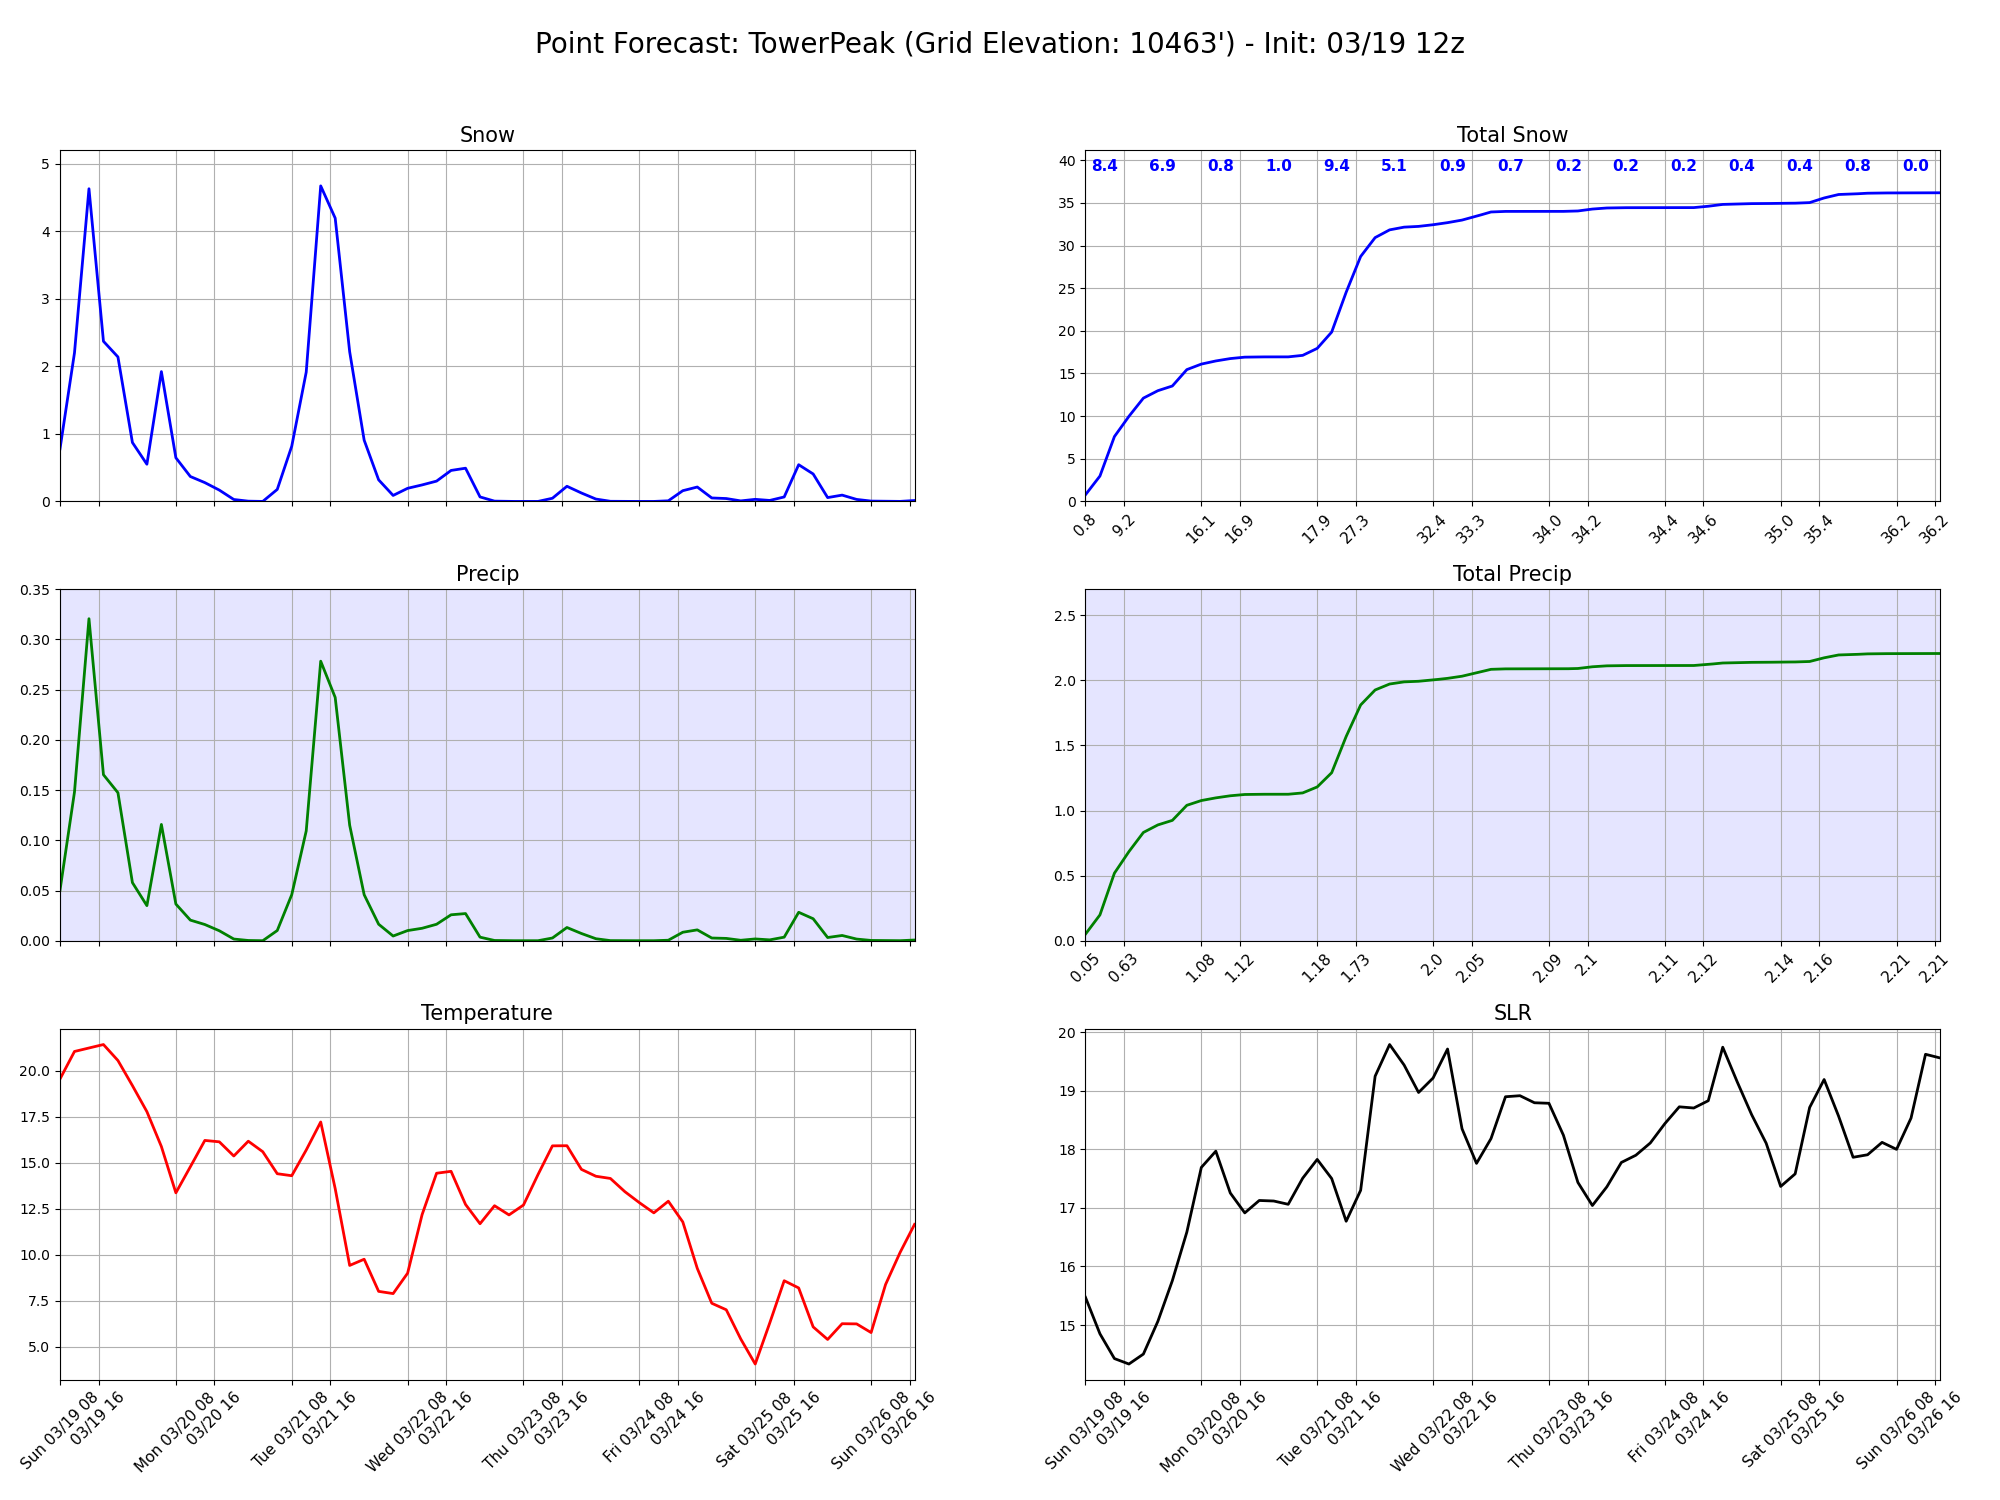 Point Forecast: TowerPeak (Grid Elevation: 10463') - Init: 03/19 12z
Snow
5
4
3
2
1
0
Total Snow
8.4 6.9 0.8 1.0 9.4 5.1 0.9 0.7 0.2 0.2 0.2 0.4 0.4 0.8 0.0
40
35
30
25
20
15
10
5
0
0.8 9.2 16.1 16.9 17.9 27.3 32.4 33.3 34.0 34.2 34.4 34.6 35.0 35.4 36.2 36.2
Precip
0.35
0.30
0.25
0.20
0.15
0.10
0.05
0.00
Total Precip
2.5
2.0
1.5
1.0
0.5
0.0
0.05 0.63 1.08 1.12 1.18 1.73 2.0 2.05 2.09 2.1 2.11 2.12 2.14 2.16 2.21 2.21
Temperature
20.0
17.5
15.0
12.5
10.0
7.5
5.0
Sun 03/19 08
03/19 16
Mon 03/20 08
03/20 16
Tue 03/21 08
03/21 16
Wed 03/22 08
03/22 16
Thu 03/23 08
03/23 16
Fri 03/24 08
03/24 16
Sat 03/25 08
03/25 16
Sun 03/26 08
03/26 16
SLR
20
19
18
17
16
15
Sun 03/19 08
03/19 16
Mon 03/20 08
03/20 16
Tue 03/21 08
03/21 16
Wed 03/22 08
03/22 16
Thu 03/23 08
03/23 16
Fri 03/24 08
03/24 16
Sat 03/25 08
03/25 16
Sun 03/26 08
03/26 16